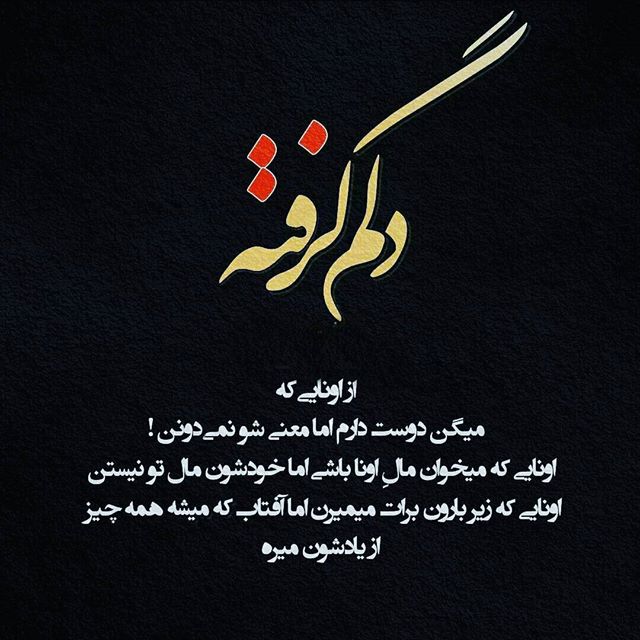 دلم گرفته
از اونایی که
میگن دوست دارم اما معنی شو نمی‌دونن !
اونایی که میخوان مالِ اونا باشی اما خودشون مال تو نیستن
اونایی که زیر بارون برات میمیرن اما آفتاب که میشه همه چیز
از یادشون میره